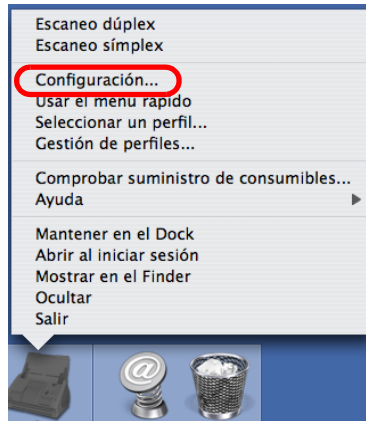 Escaneo dúplex
Escaneo símplex
Configuración...
Usar el menú rápido
Seleccionar un perfil...
Gestión de perfiles...
Comprobar suministro de consumibles...
Ayuda
Mantener en el Dock
Abrir al iniciar sesión
Mostrar en el Finder
Ocultar
Salir
@